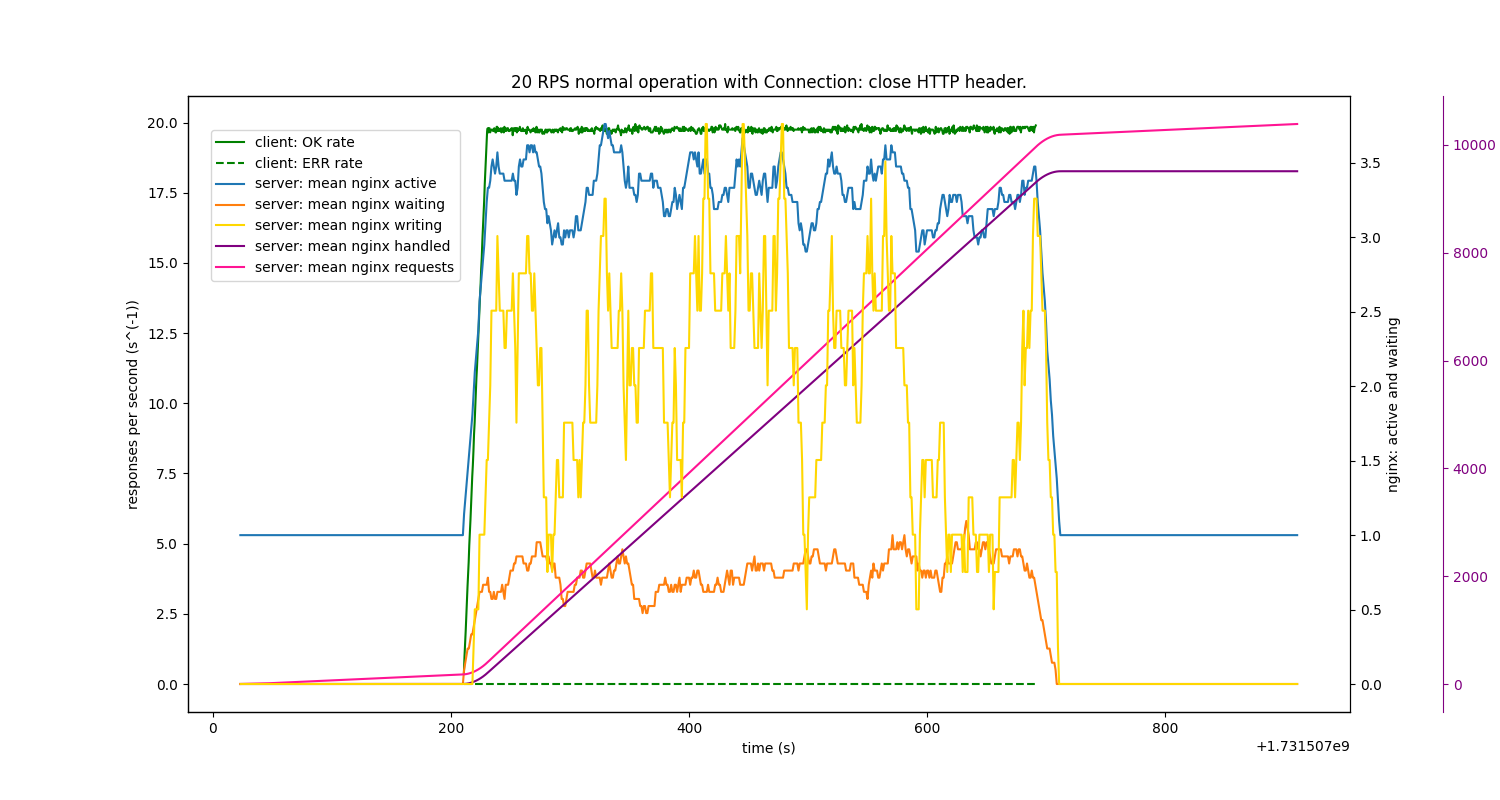 20 RPS normal operation with Connection: close HTTP header.
client: OK rate
client: ERR rate
server: mean nginx active
server: mean nginx waiting
server: mean nginx writing
server: mean nginx handled
server: mean nginx requests
responses per second (s^(-1))
20.0
17.5
15.0
12.5
10.0
7.5
5.0
2.5
0.0
0
200
400
600
800
time (s)
+1.731507e9
3.5
3.0
2.5
2.0
1.5
1.0
0.5
0.0
nginx: active and waiting
10000
8000
6000
4000
2000
0